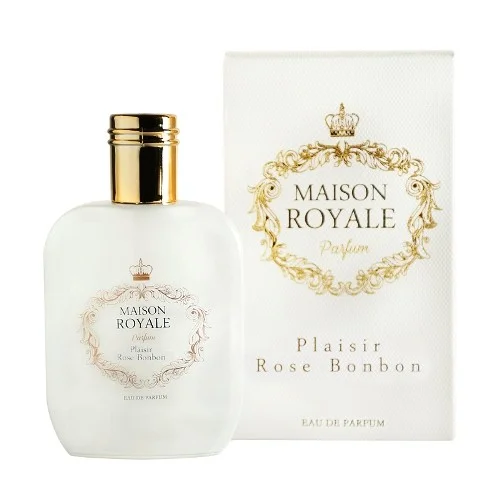 MAISON
ROYALE
Parfum
Plaisir
Rose Bonbon
EAU DE PARFUM
MAISON
ROYALE
Parfum
Plaisir
Rose Bonbon
EAU DE PARFUM